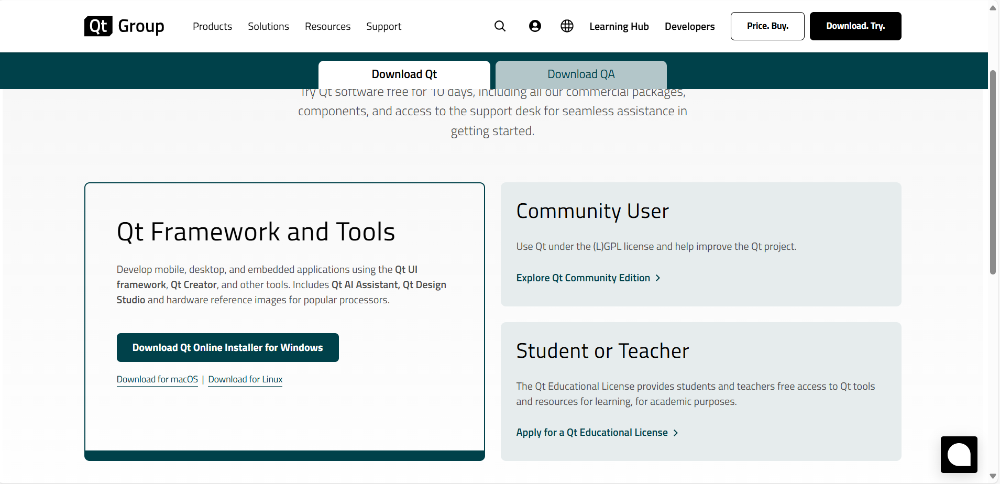 Qt Group
Products
Solutions
Resources
Support
Learning Hub
Developers
Price. Buy.
Download. Try.
Download Qt
Download QA
Try Qt software free for 10 days, including all our commercial packages,
components, and access to the support desk for seamless assistance in
getting started.
Qt Framework and Tools
Develop mobile, desktop, and embedded applications using the Qt UI
framework, Qt Creator, and other tools. Includes Qt AI Assistant, Qt Design
Studio and hardware reference images for popular processors.
Download Qt Online Installer for Windows
Download for macOS | Download for Linux
Community User
Use Qt under the (L)GPL license and help improve the Qt project.
Explore Qt Community Edition
Student or Teacher
The Qt Educational License provides students and teachers free access to Qt tools
and resources for learning, for academic purposes.
Apply for a Qt Educational License